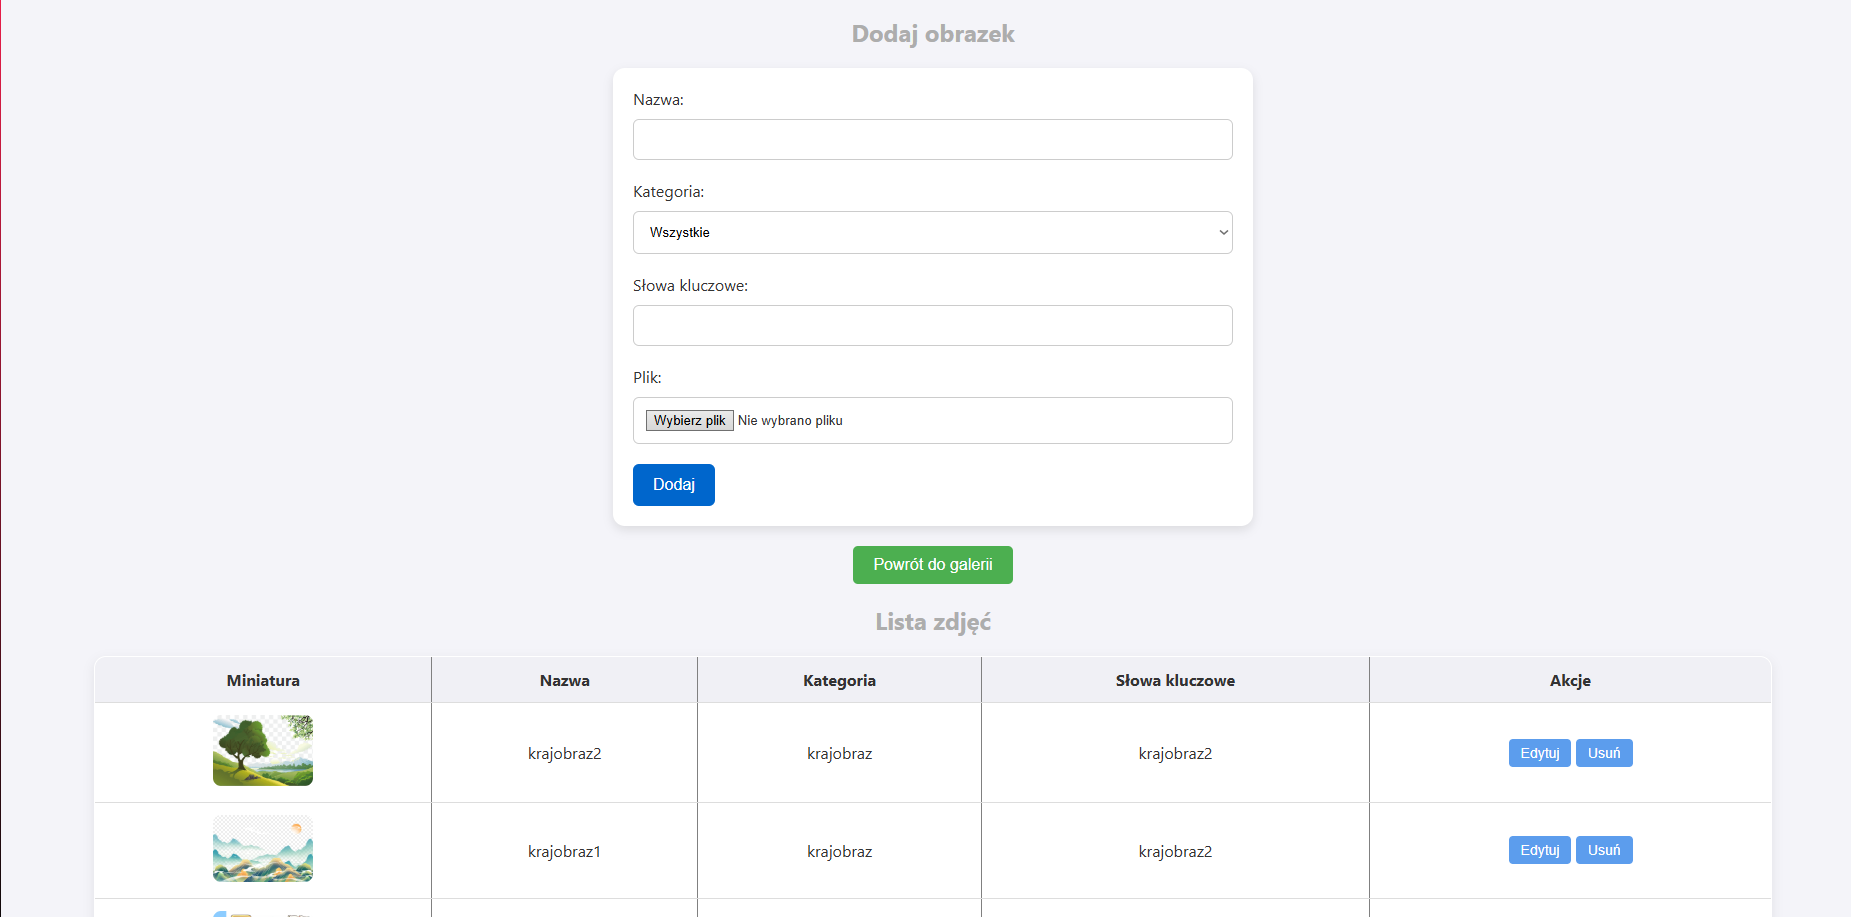 Dodaj obrazek
Nazwa:
Kategoria:
Wszystkie
Słowa kluczowe:
Plik:
Wybierz plik Nie wybrano pliku
Dodaj
Powrót do galerii
Lista zdjęć
Miniatura Nazwa Kategoria Słowa kluczowe Akcje
krajobraz2 krajobraz krajobraz2 Edytuj Usuń
krajobraz1 krajobraz krajobraz2 Edytuj Usuń